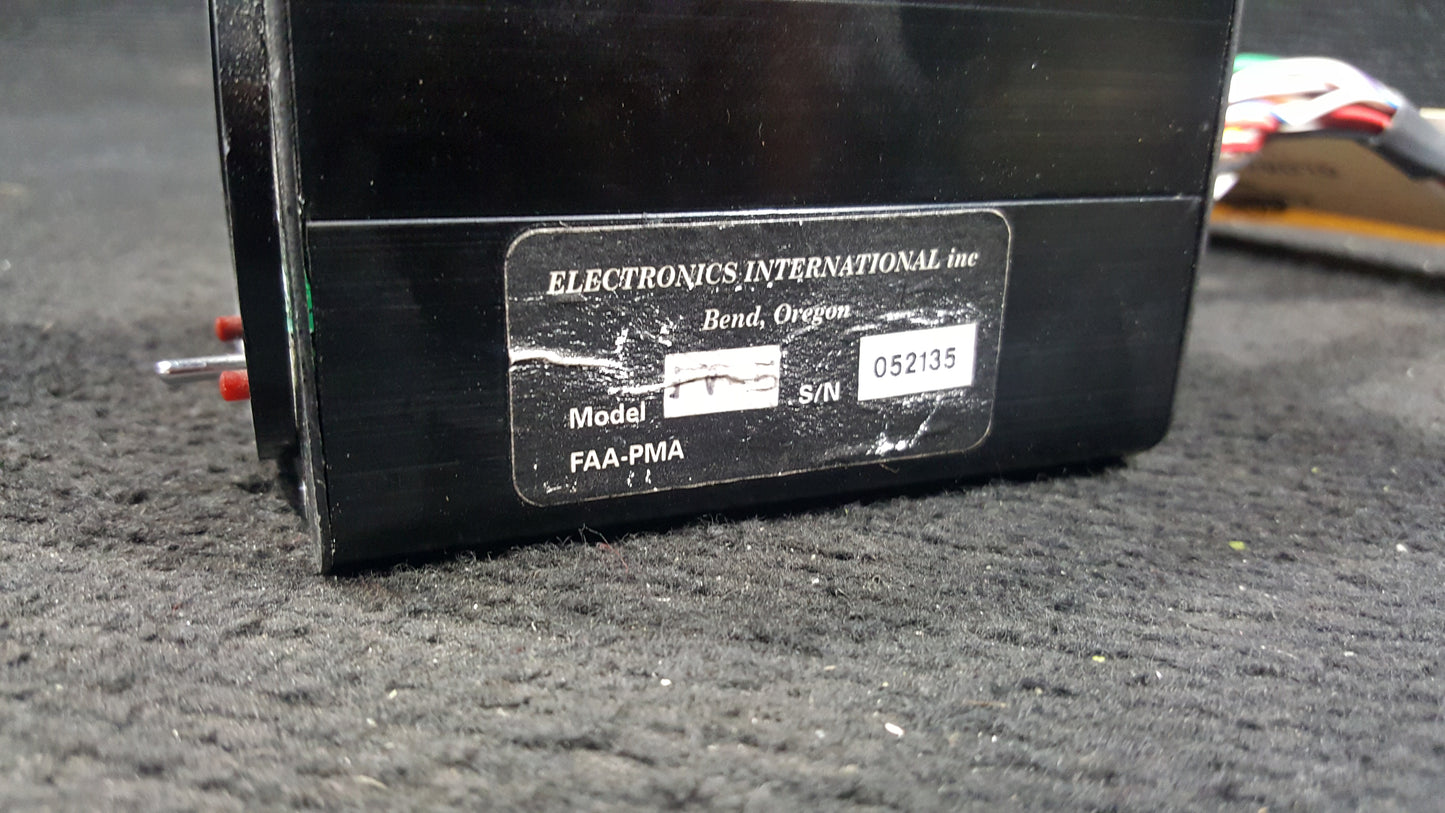 ELECTRONICS INTERNATIONAL inc
Bend, Oregon
Model S/N 052135
FAA-PMA